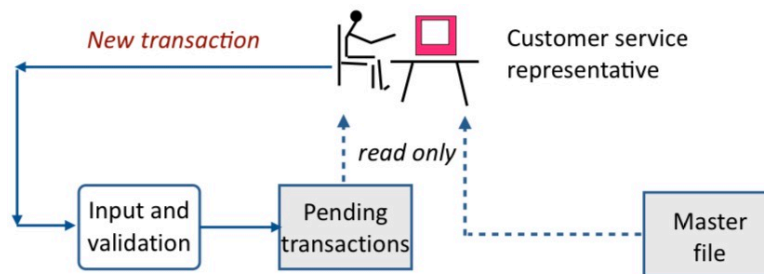 New transaction
Customer service
representative
read only
Input and
validation
Pending
transactions
Master
file